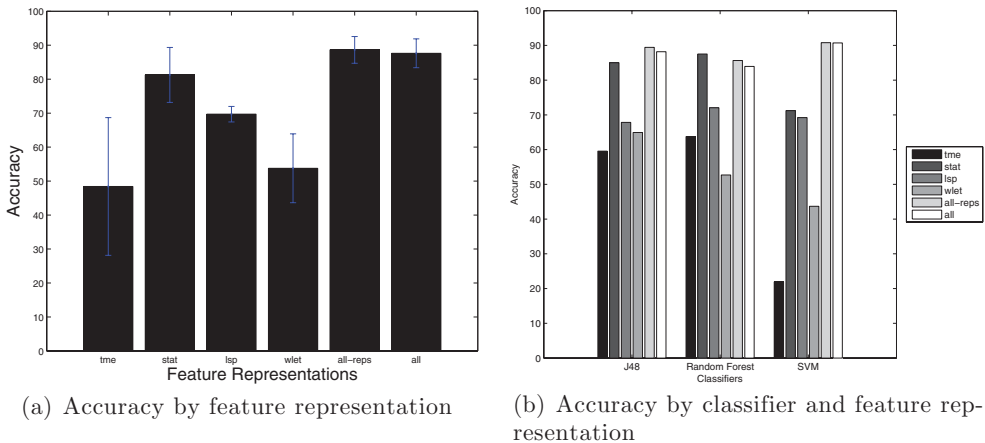 100
90
80
70
60
50
40
30
20
10
0
Accuracy
tme stat lsp wlet all-reps all
Feature Representations
(a) Accuracy by feature representation
100
90
80
70
60
50
40
30
20
10
0
Accuracy
J48 Random Forest SVM
Classifiers
tme
stat
lsp
wlet
all-reps
all
(b) Accuracy by classifier and feature rep-
resentation